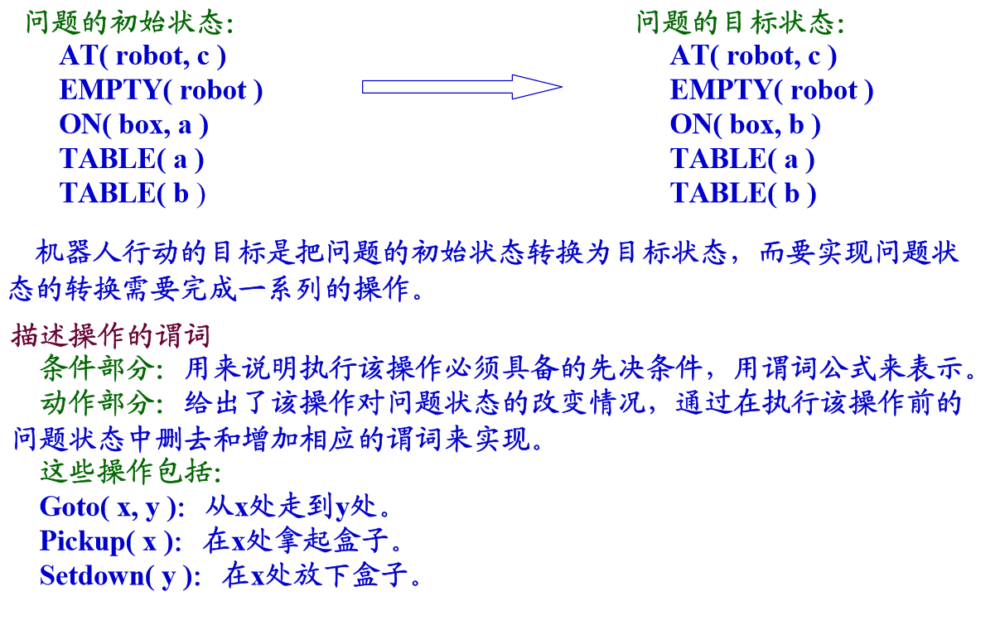 问题的初始状态：
问题的目标状态：
AT( robot, c )
AT( robot, c )
EMPTY( robot )
EMPTY( robot )
ON( box, a )
ON( box, b )
TABLE( a )
TABLE( a )
TABLE( b )
TABLE( b )
机器人行动的目标是把问题的初始状态转换为目标状态，而要实现问题状
态的转换需要完成一系列的操作。
描述操作的谓词
条件部分：用来说明执行该操作必须具备的先决条件，用谓词公式来表示。
动作部分：给出了该操作对问题状态的改变情况，通过在执行该操作前的
问题状态中删去和增加相应的谓词来实现。
这些操作包括：
Goto( x, y )：从x处走到y处。
Pickup( x )：在x处拿起盒子。
Setdown( y )：在x处放下盒子。